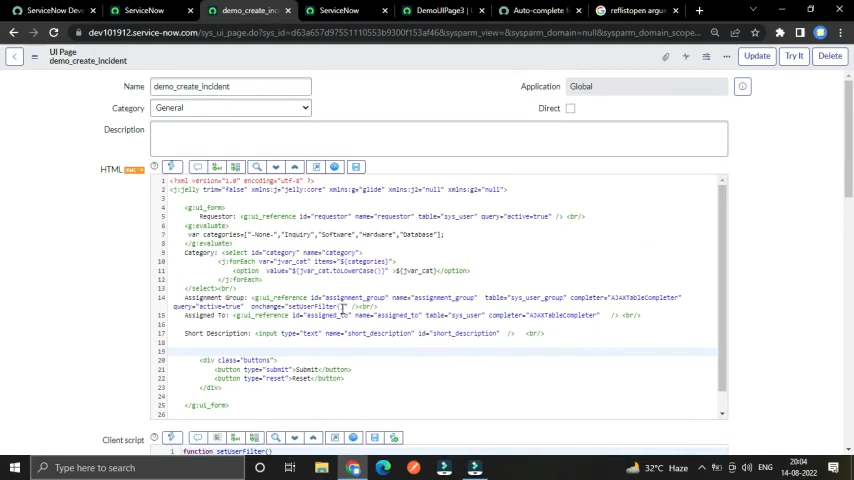 ServiceNow Deve
ServiceNow
demo_create_inci
ServiceNow
DemoUIPage3 |
Auto-complete f
reflistopen argum
dev101912.service-now.com/sys_ui_page.do?sys_id=d63a657d97551110553b9300f153af46&sysparm_view=&sysparm_domain=null&sysparm_domain_scope...
UI Page
demo_create_incident
Update
Try It
Delete
Name
demo_create_incident
Application
Global
Category
General
Direct
Description
HTML
1 <?xml version="1.0" encoding="utf-8" ?>
2 <j:jelly trim="false" xmlns:j="jelly:core" xmlns:g="glide" xmlns:j2="null" xmlns:g2="null">
3
4 <g:ui_form>
5 Requestor: <g:ui_reference id="requestor" name="requestor" table="sys_user" query="active=true" /> <br/>
6 <g:evaluate>
7 var categories=["-None-","Inquiry","Software","Hardware","Database"];
8 </g:evaluate>
9 Category: <select id="category" name="category">
10 <j:forEach var="jvar_cat" items="${categories}">
11 <option value="${jvar_cat.toLowerCase()}" >${jvar_cat}</option>
12 </j:forEach>
13 </select><br/>
14 Assignment Group: <g:ui_reference id="assignment_group" name="assignment_group" table="sys_user_group" completer="AJAXTableCompleter"
query="active=true" onchange="setUserFilter()" /><br/>
15 Assigned To: <g:ui_reference id="assigned_to" name="assigned_to" table="sys_user" completer="AJAXTableCompleter" /> <br/>
16
17 Short Description: <input type="text" name="short_description" id="short_description" /> <br/>
18
19
20 <div class="buttons">
21 <button type="submit">Submit</button>
22 <button type="reset">Reset</button>
23 </div>
24
25 </g:ui_form>
26
Client script
1 function setUserFilter()
Type here to search
32°C Haze
ENG
20:04
14-08-2022